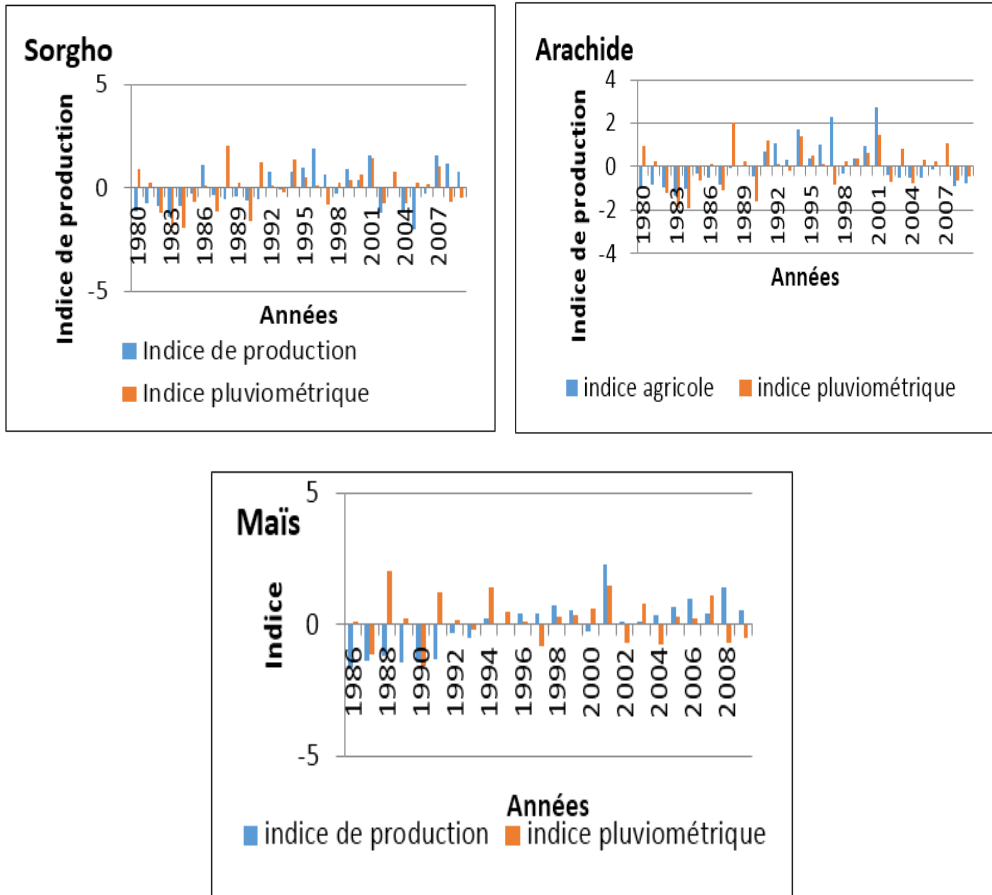 Sorgho
Indice de production
5
0
-5
1980
1983
1986
1989
1992
1995
1998
2001
2004
2007
Années
Indice de production
Indice pluviométrique
Arachide
Indice de production
4
2
0
-2
-4
1980
1983
1986
1989
1992
1995
1998
2001
2004
2007
Années
indice agricole
indice pluviométrique
Maïs
Indice
5
0
-5
1986
1988
1990
1992
1994
1996
1998
2000
2002
2004
2006
2008
Années
indice de production
indice pluviométrique